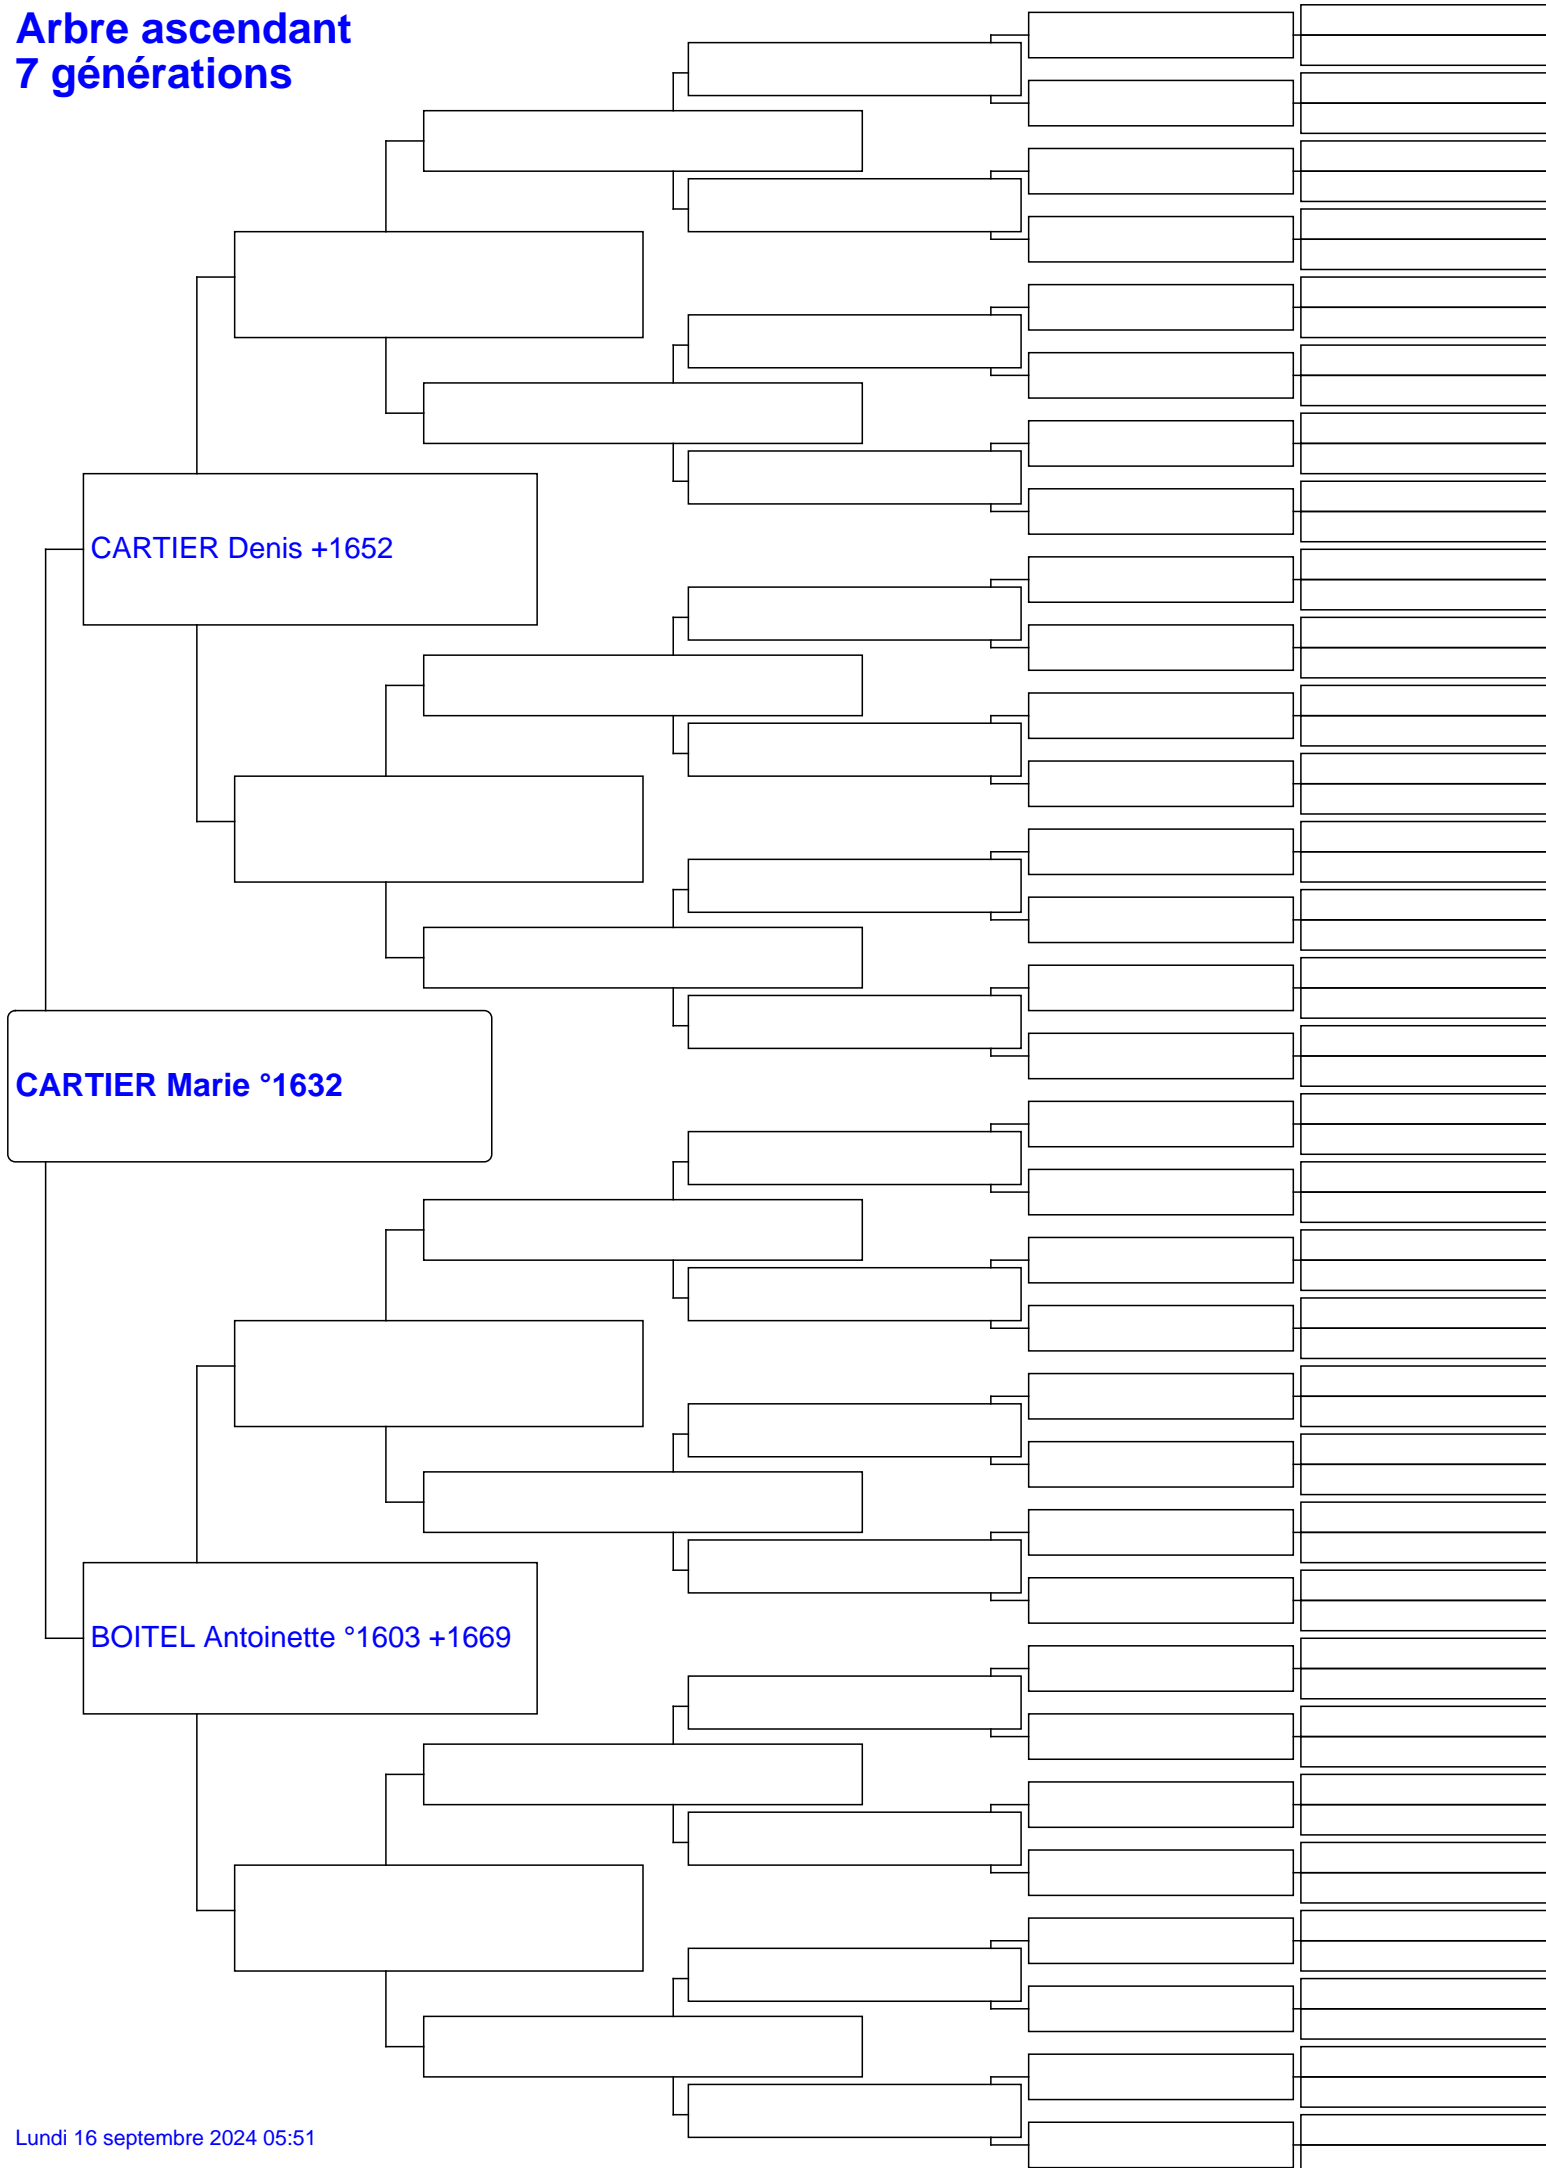 Arbre ascendant
7 générations
CARTIER Denis +1652
CARTIER Marie °1632
BOITEL Antoinette °1603 +1669
Lundi 16 septembre 2024 05:51